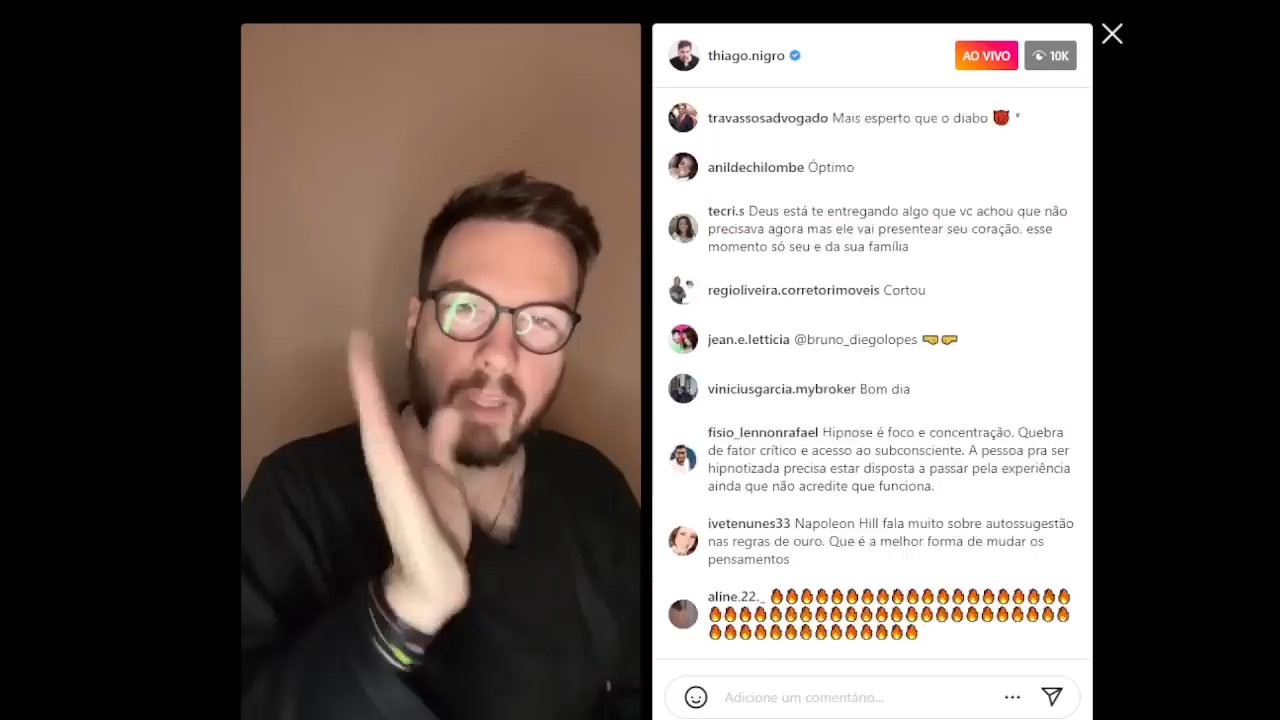 thiago.nigro
AO VIVO
10K
travassosadvogado Mais esperto que o diabo 👹 "
anildechilombe Óptimo
tecri.s Deus está te entregando algo que vc achou que não
precisava agora mas ele vai presentear seu coração, esse
momento só seu e da sua família
regioliveira.corretorimoveis Cortou
jean.e.letticia @bruno_diegolopes 🤜🤛
viniciusgarcia.mybroker Bom dia
fisio_lennonrafael Hipnose é foco e concentração. Quebra
de fator crítico e acesso ao subconsciente. A pessoa pra ser
hipnotizada precisa estar disposta a passar pela experiência
ainda que não acredite que funciona.
ivetenunes33 Napoleon Hill fala muito sobre autossugestão
nas regras de ouro. Que é a melhor forma de mudar os
pensamentos
aline.22._ 🔥🔥🔥🔥🔥🔥🔥🔥🔥🔥🔥🔥🔥🔥🔥🔥🔥🔥🔥🔥
🔥🔥🔥🔥🔥🔥🔥🔥🔥🔥🔥🔥🔥🔥🔥🔥🔥🔥🔥🔥🔥🔥🔥🔥
🔥🔥🔥🔥🔥🔥🔥🔥🔥🔥🔥🔥🔥🔥
Adicione um comentário...